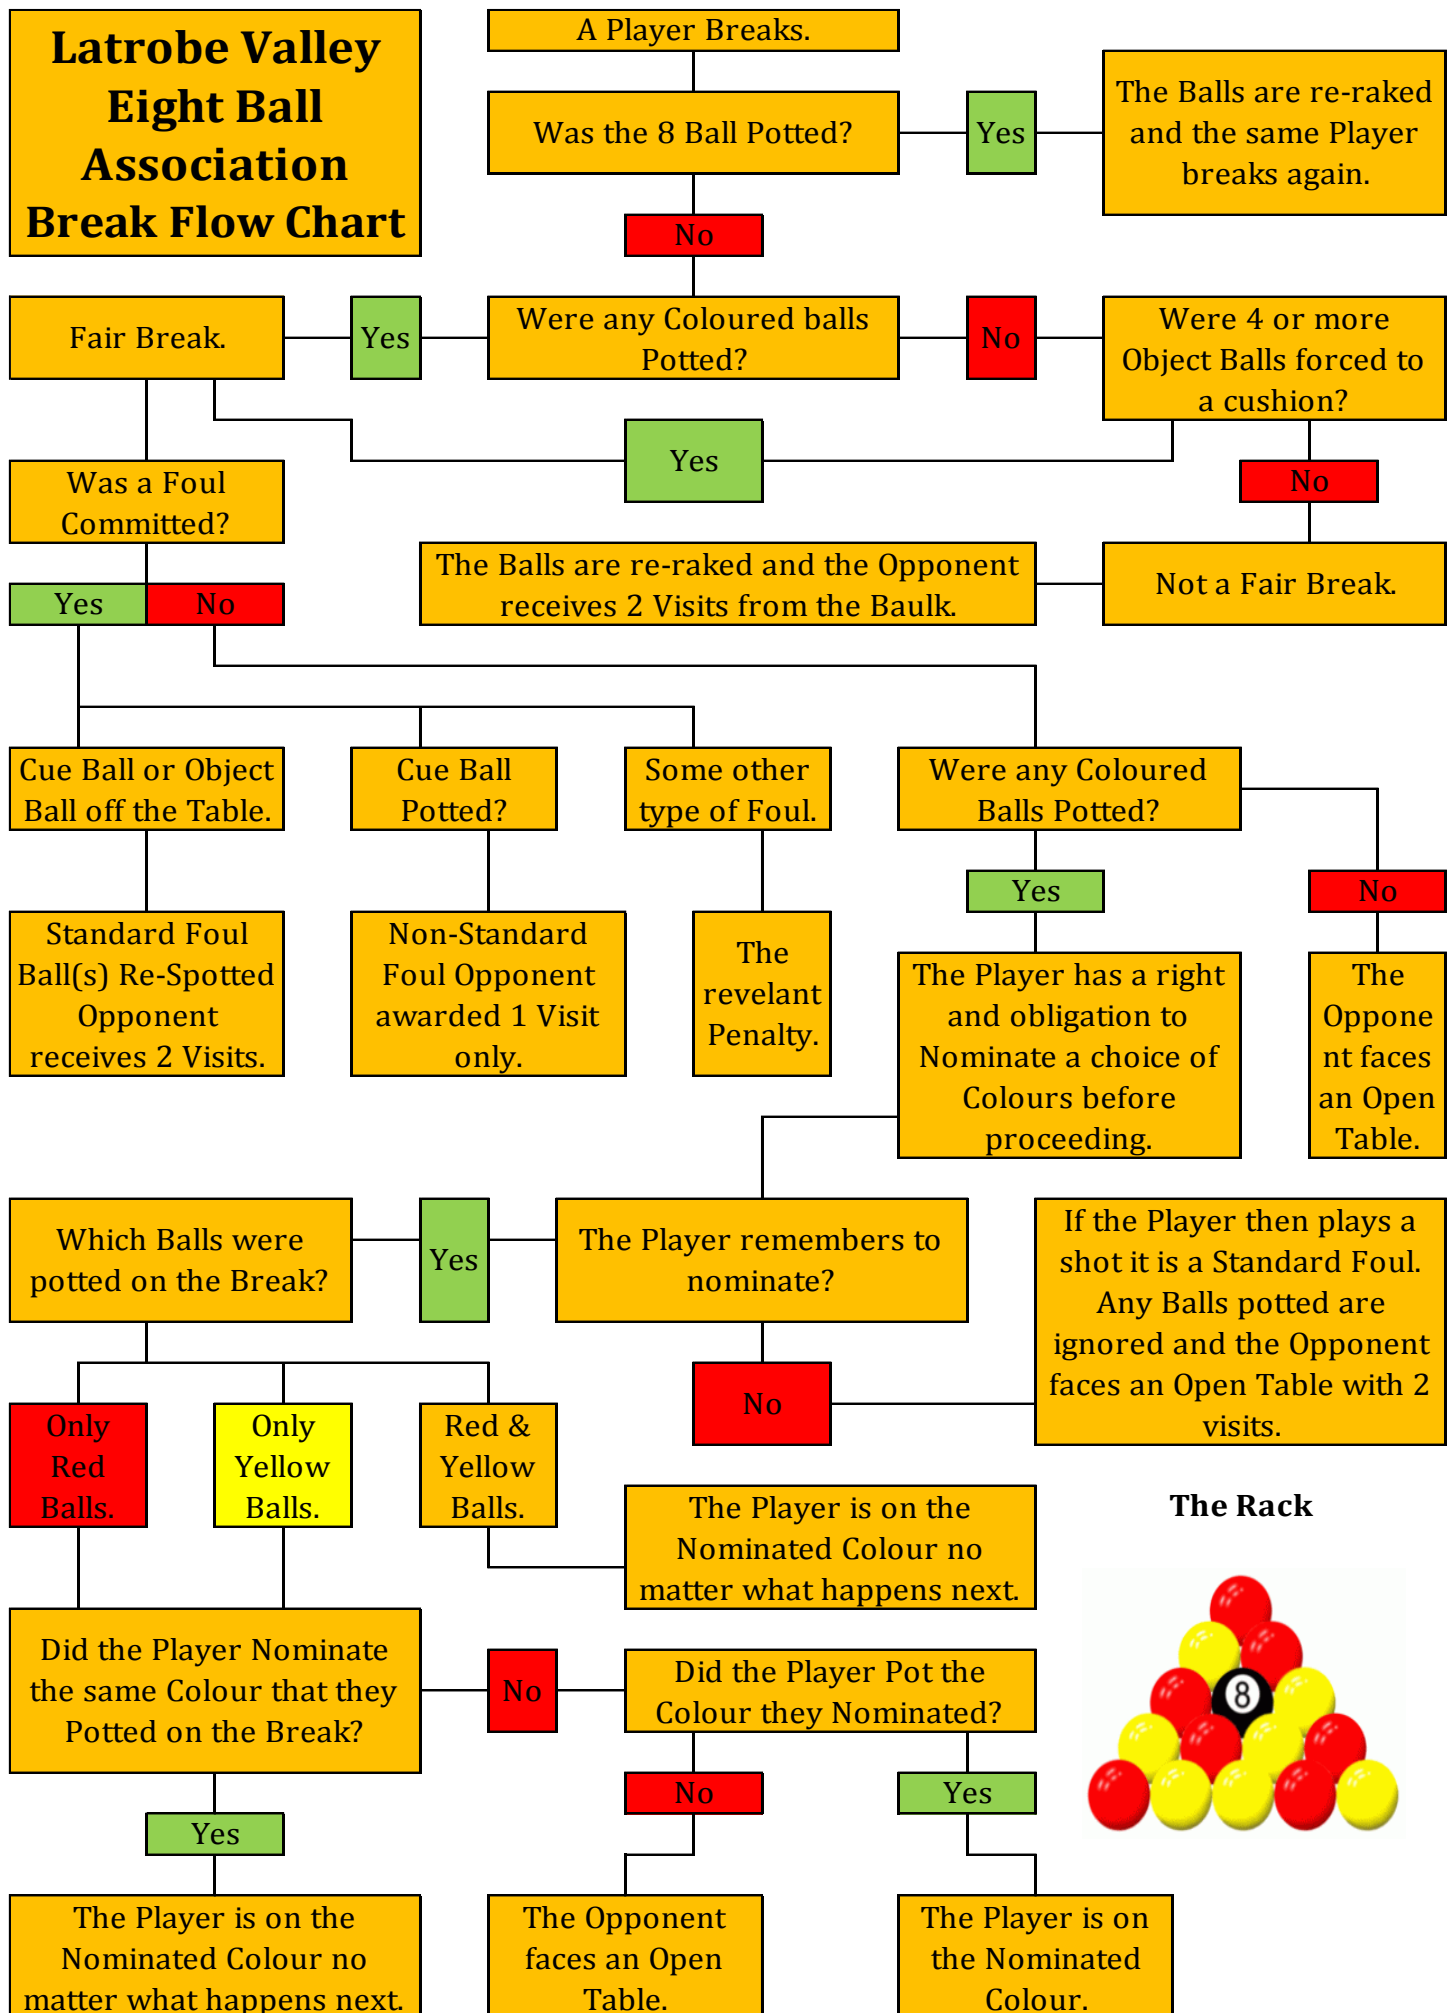 Latrobe Valley
Eight Ball
Association
Break Flow Chart
A Player Breaks.
Was the 8 Ball Potted?
Yes
The Balls are re-raked
and the same Player
breaks again.
No
Fair Break.
Yes
Were any Coloured balls
Potted?
No
Were 4 or more
Object Balls forced to
a cushion?
Yes
No
Was a Foul
Committed?
The Balls are re-raked and the Opponent
receives 2 Visits from the Baulk.
Not a Fair Break.
Yes
No
Cue Ball or Object
Ball off the Table.
Cue Ball
Potted?
Some other
type of Foul.
Were any Coloured
Balls Potted?
Yes
No
Standard Foul
Ball(s) Re-Spotted
Opponent
receives 2 Visits.
Non-Standard
Foul Opponent
awarded 1 Visit
only.
The
revelant
Penalty.
The Player has a right
and obligation to
Nominate a choice of
Colours before
proceeding.
The
Oppone
nt faces
an Open
Table.
Which Balls were
potted on the Break?
Yes
The Player remembers to
nominate?
If the Player then plays a
shot it is a Standard Foul.
Any Balls potted are
ignored and the Opponent
faces an Open Table with 2
visits.
No
Only
Red
Balls.
Only
Yellow
Balls.
Red &
Yellow
Balls.
The Player is on the
Nominated Colour no
matter what happens next.
The Rack
8
Did the Player Nominate
the same Colour that they
Potted on the Break?
No
Did the Player Pot the
Colour they Nominated?
No
Yes
Yes
The Player is on the
Nominated Colour no
matter what happens next.
The Opponent
faces an Open
Table.
The Player is on
the Nominated
Colour.